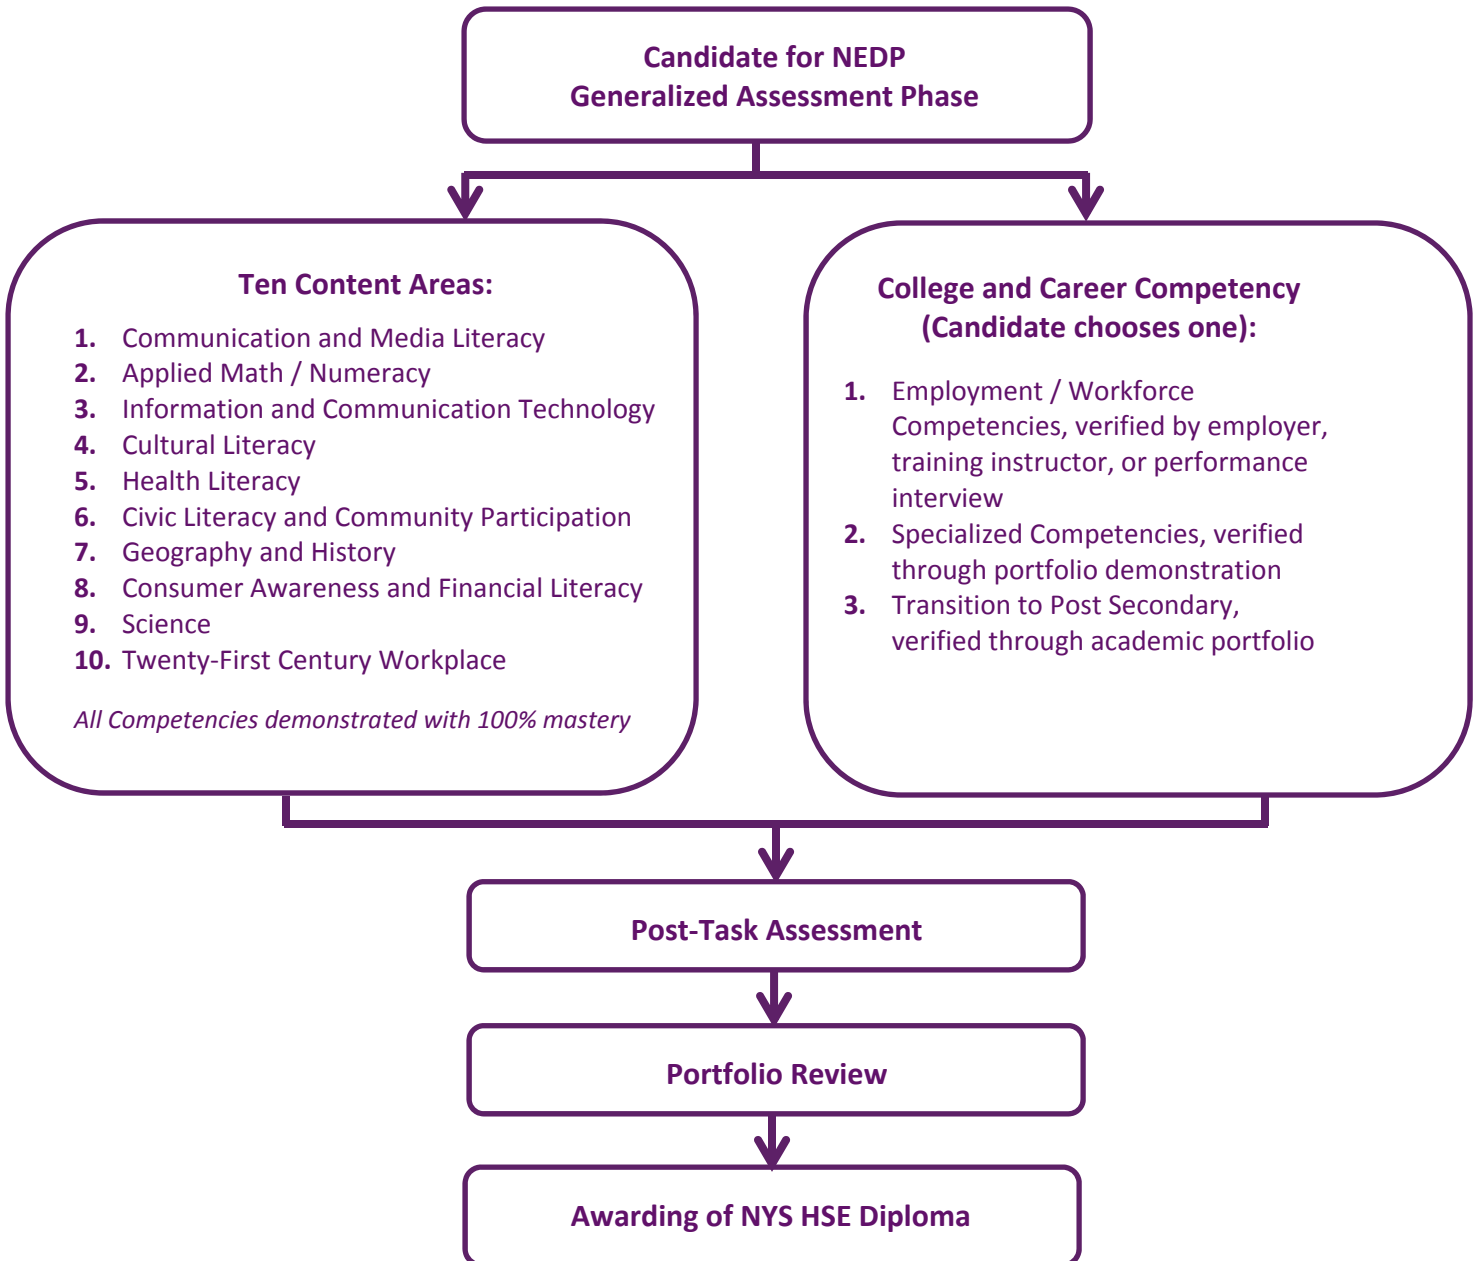 Candidate for NEDP
Generalized Assessment Phase
Ten Content Areas:
1. Communication and Media Literacy
2. Applied Math / Numeracy
3. Information and Communication Technology
4. Cultural Literacy
5. Health Literacy
6. Civic Literacy and Community Participation
7. Geography and History
8. Consumer Awareness and Financial Literacy
9. Science
10. Twenty-First Century Workplace
All Competencies demonstrated with 100% mastery
College and Career Competency
(Candidate chooses one):
1. Employment / Workforce
Competencies, verified by employer,
training instructor, or performance
interview
2. Specialized Competencies, verified
through portfolio demonstration
3. Transition to Post Secondary,
verified through academic portfolio
Post-Task Assessment
Portfolio Review
Awarding of NYS HSE Diploma